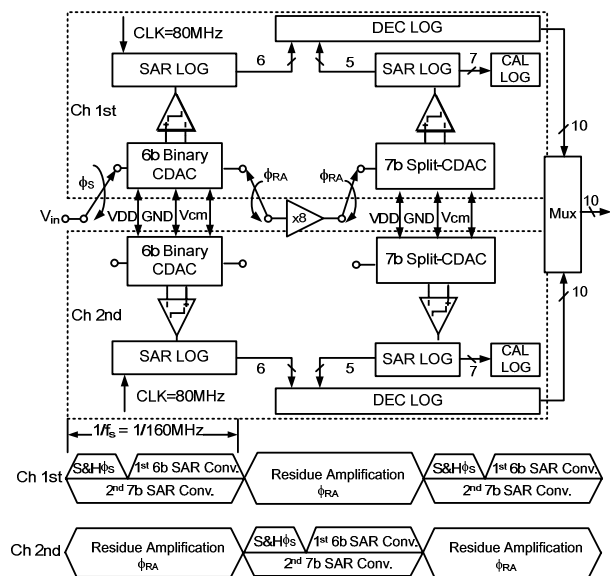 CLK=80MHz
DEC LOG
SAR LOG
6
5
SAR LOG
7
CAL
LOG
Ch 1st
10
6b Binary
CDAC
7b Split-CDAC
ϕS
ϕRA
ϕRA
Vin
VDD GND Vcm
x8
VDD GND Vcm
Mux
10
6b Binary
CDAC
7b Split-CDAC
Ch 2nd
10
SAR LOG
6
5
SAR LOG
7
CAL
LOG
CLK=80MHz
DEC LOG
1/fs = 1/160MHz
Ch 1st
S&HϕS
1st 6b SAR Conv.
2nd 7b SAR Conv.
Residue Amplification
ϕRA
S&HϕS
1st 6b SAR Conv.
2nd 7b SAR Conv.
Ch 2nd
Residue Amplification
ϕRA
S&HϕS
1st 6b SAR Conv.
2nd 7b SAR Conv.
Residue Amplification
ϕRA